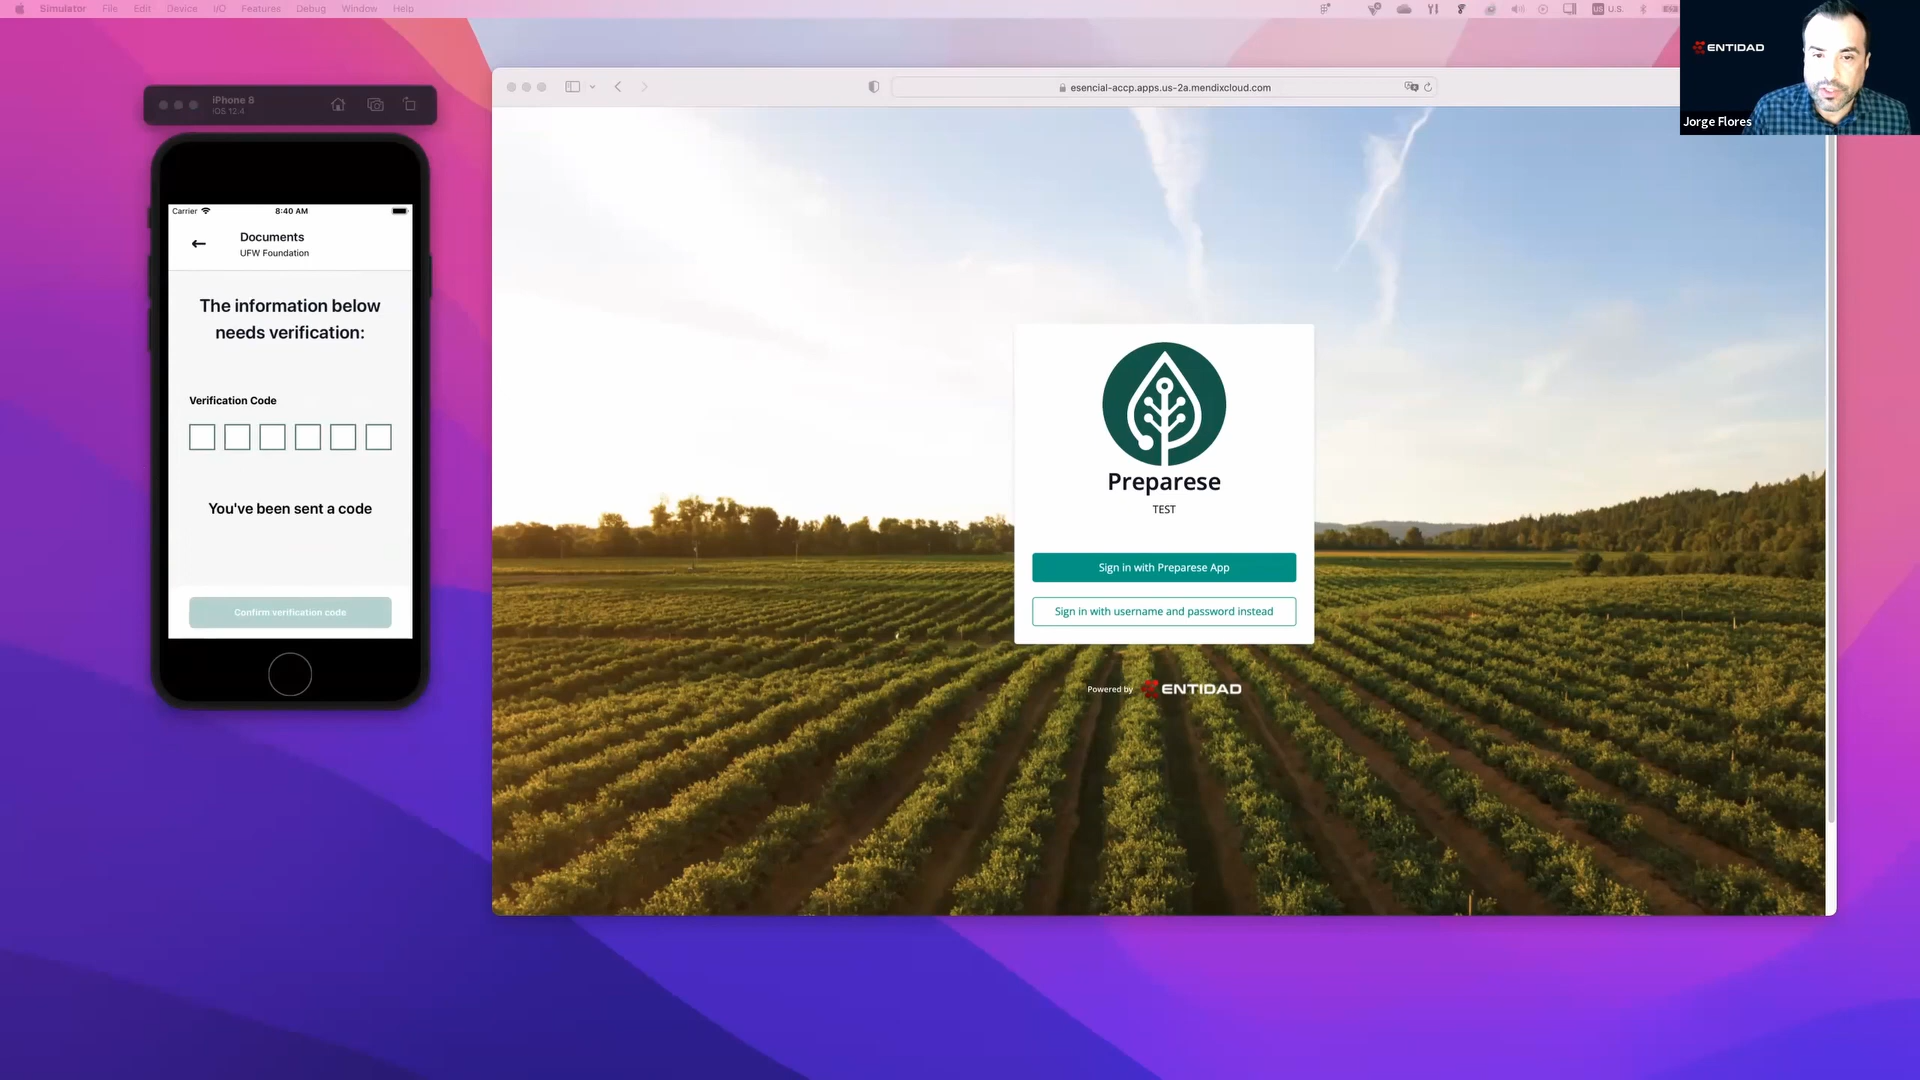 Simulator File Edit Device I/O Features Debug Window Help
U.S.
ENTIDAD
Jorge Flores
iPhone 8
iOS 12.4
esencial-accp.apps.us-2a.mendixcloud.com
Carrier 8:40 AM
Documents
UFW Foundation
The information below
needs verification:
Verification Code
You've been sent a code
Confirm verification code
Preparese
TEST
Sign in with Preparese App
Sign in with username and password instead
Powered by ENTIDAD